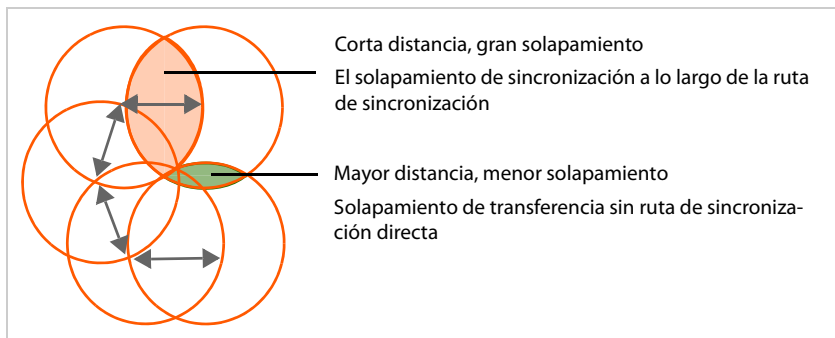 Corta distancia, gran solapamiento
El solapamiento de sincronización a lo largo de la ruta
de sincronización
Mayor distancia, menor solapamiento
Solapamiento de transferencia sin ruta de sincroniza-
ción directa